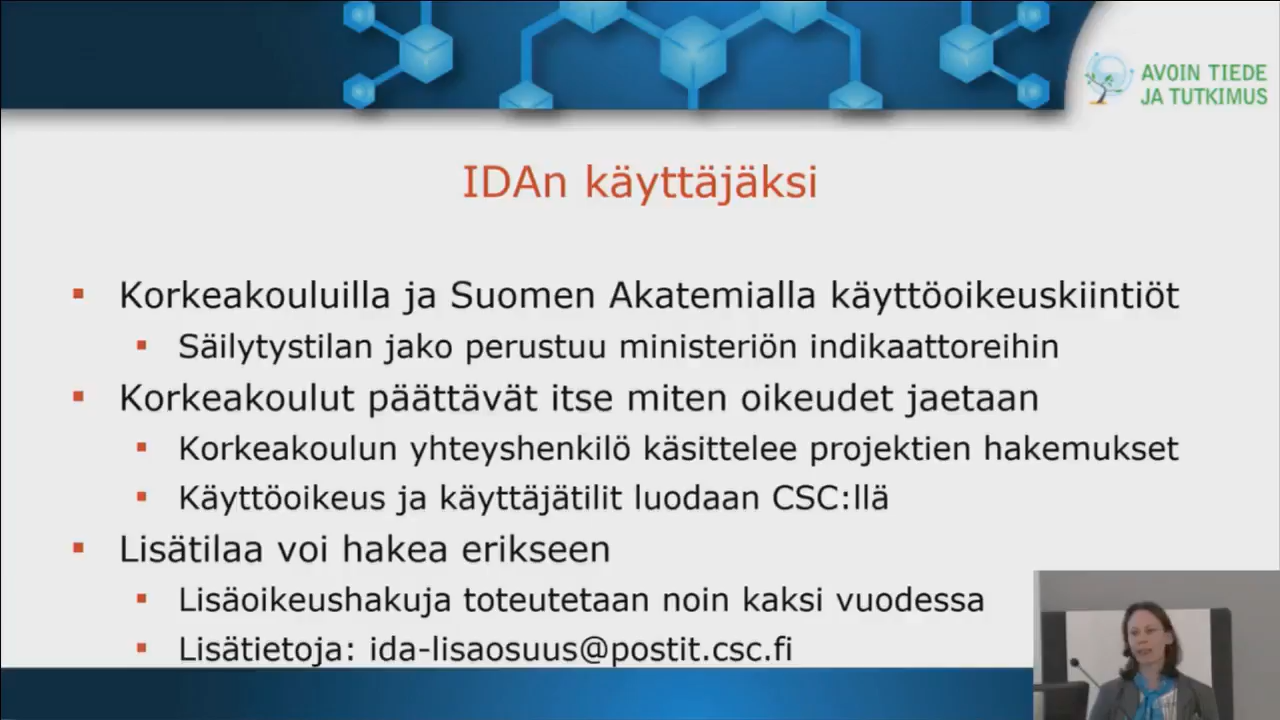 AVOIN TIEDE
JA TUTKIMUS
IDAn käyttäjäksi
Korkeakouluilla ja Suomen Akatemialla käyttöoikeuskiintiöt
Säilytystilan jako perustuu ministeriön indikaattoreihin
Korkeakoulut päättävät itse miten oikeudet jaetaan
Korkeakoulun yhteyshenkilö käsittelee projektien hakemukset
Käyttöoikeus ja käyttäjätilit luodaan CSC:llä
Lisätilaa voi hakea erikseen
Lisäoikeushakuja toteutetaan noin kaksi vuodessa
Lisätietoja: ida-lisaosuus@postit.csc.fi